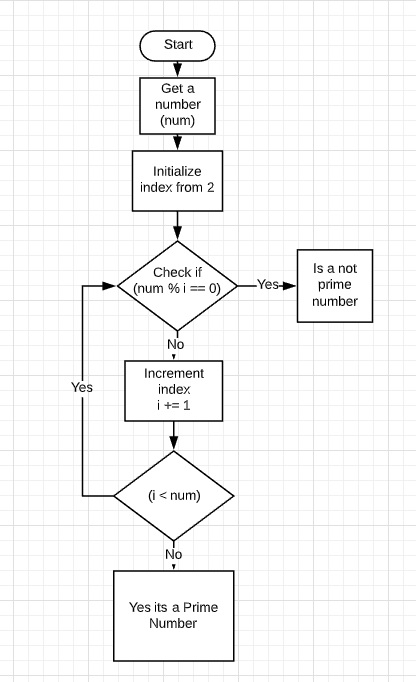 Start
Get a
number
(num)
Initialize
index from 2
Check if
(num % i == 0)
Yes
Is a not
prime
number
No
Increment
index
i += 1
Yes
(i < num)
No
Yes its a Prime
Number